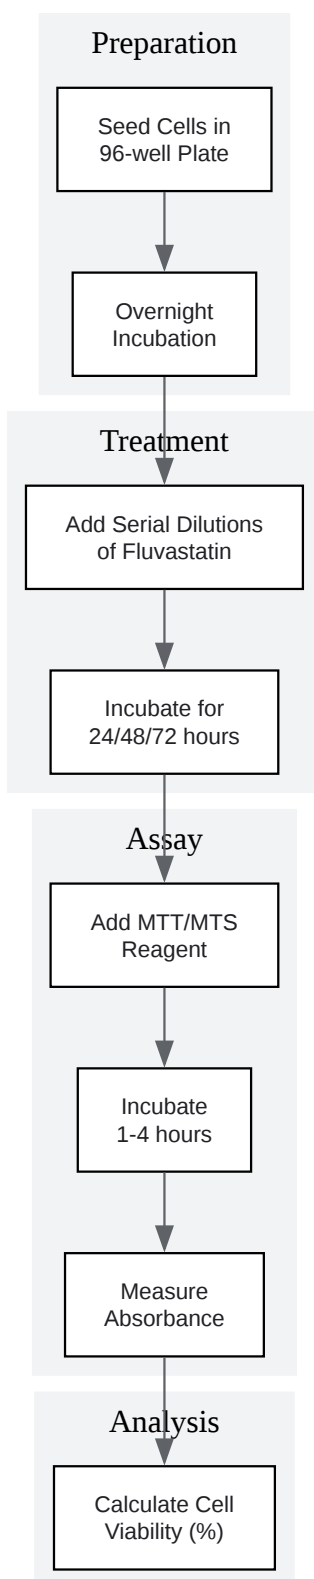 Preparation
Seed Cells in
96-well Plate
Overnight
Incubation
Treatment
Add Serial Dilutions
of Fluvastatin
Incubate for
24/48/72 hours
Assay
Add MTT/MTS
Reagent
Incubate
1-4 hours
Measure
Absorbance
Analysis
Calculate Cell
Viability (%)